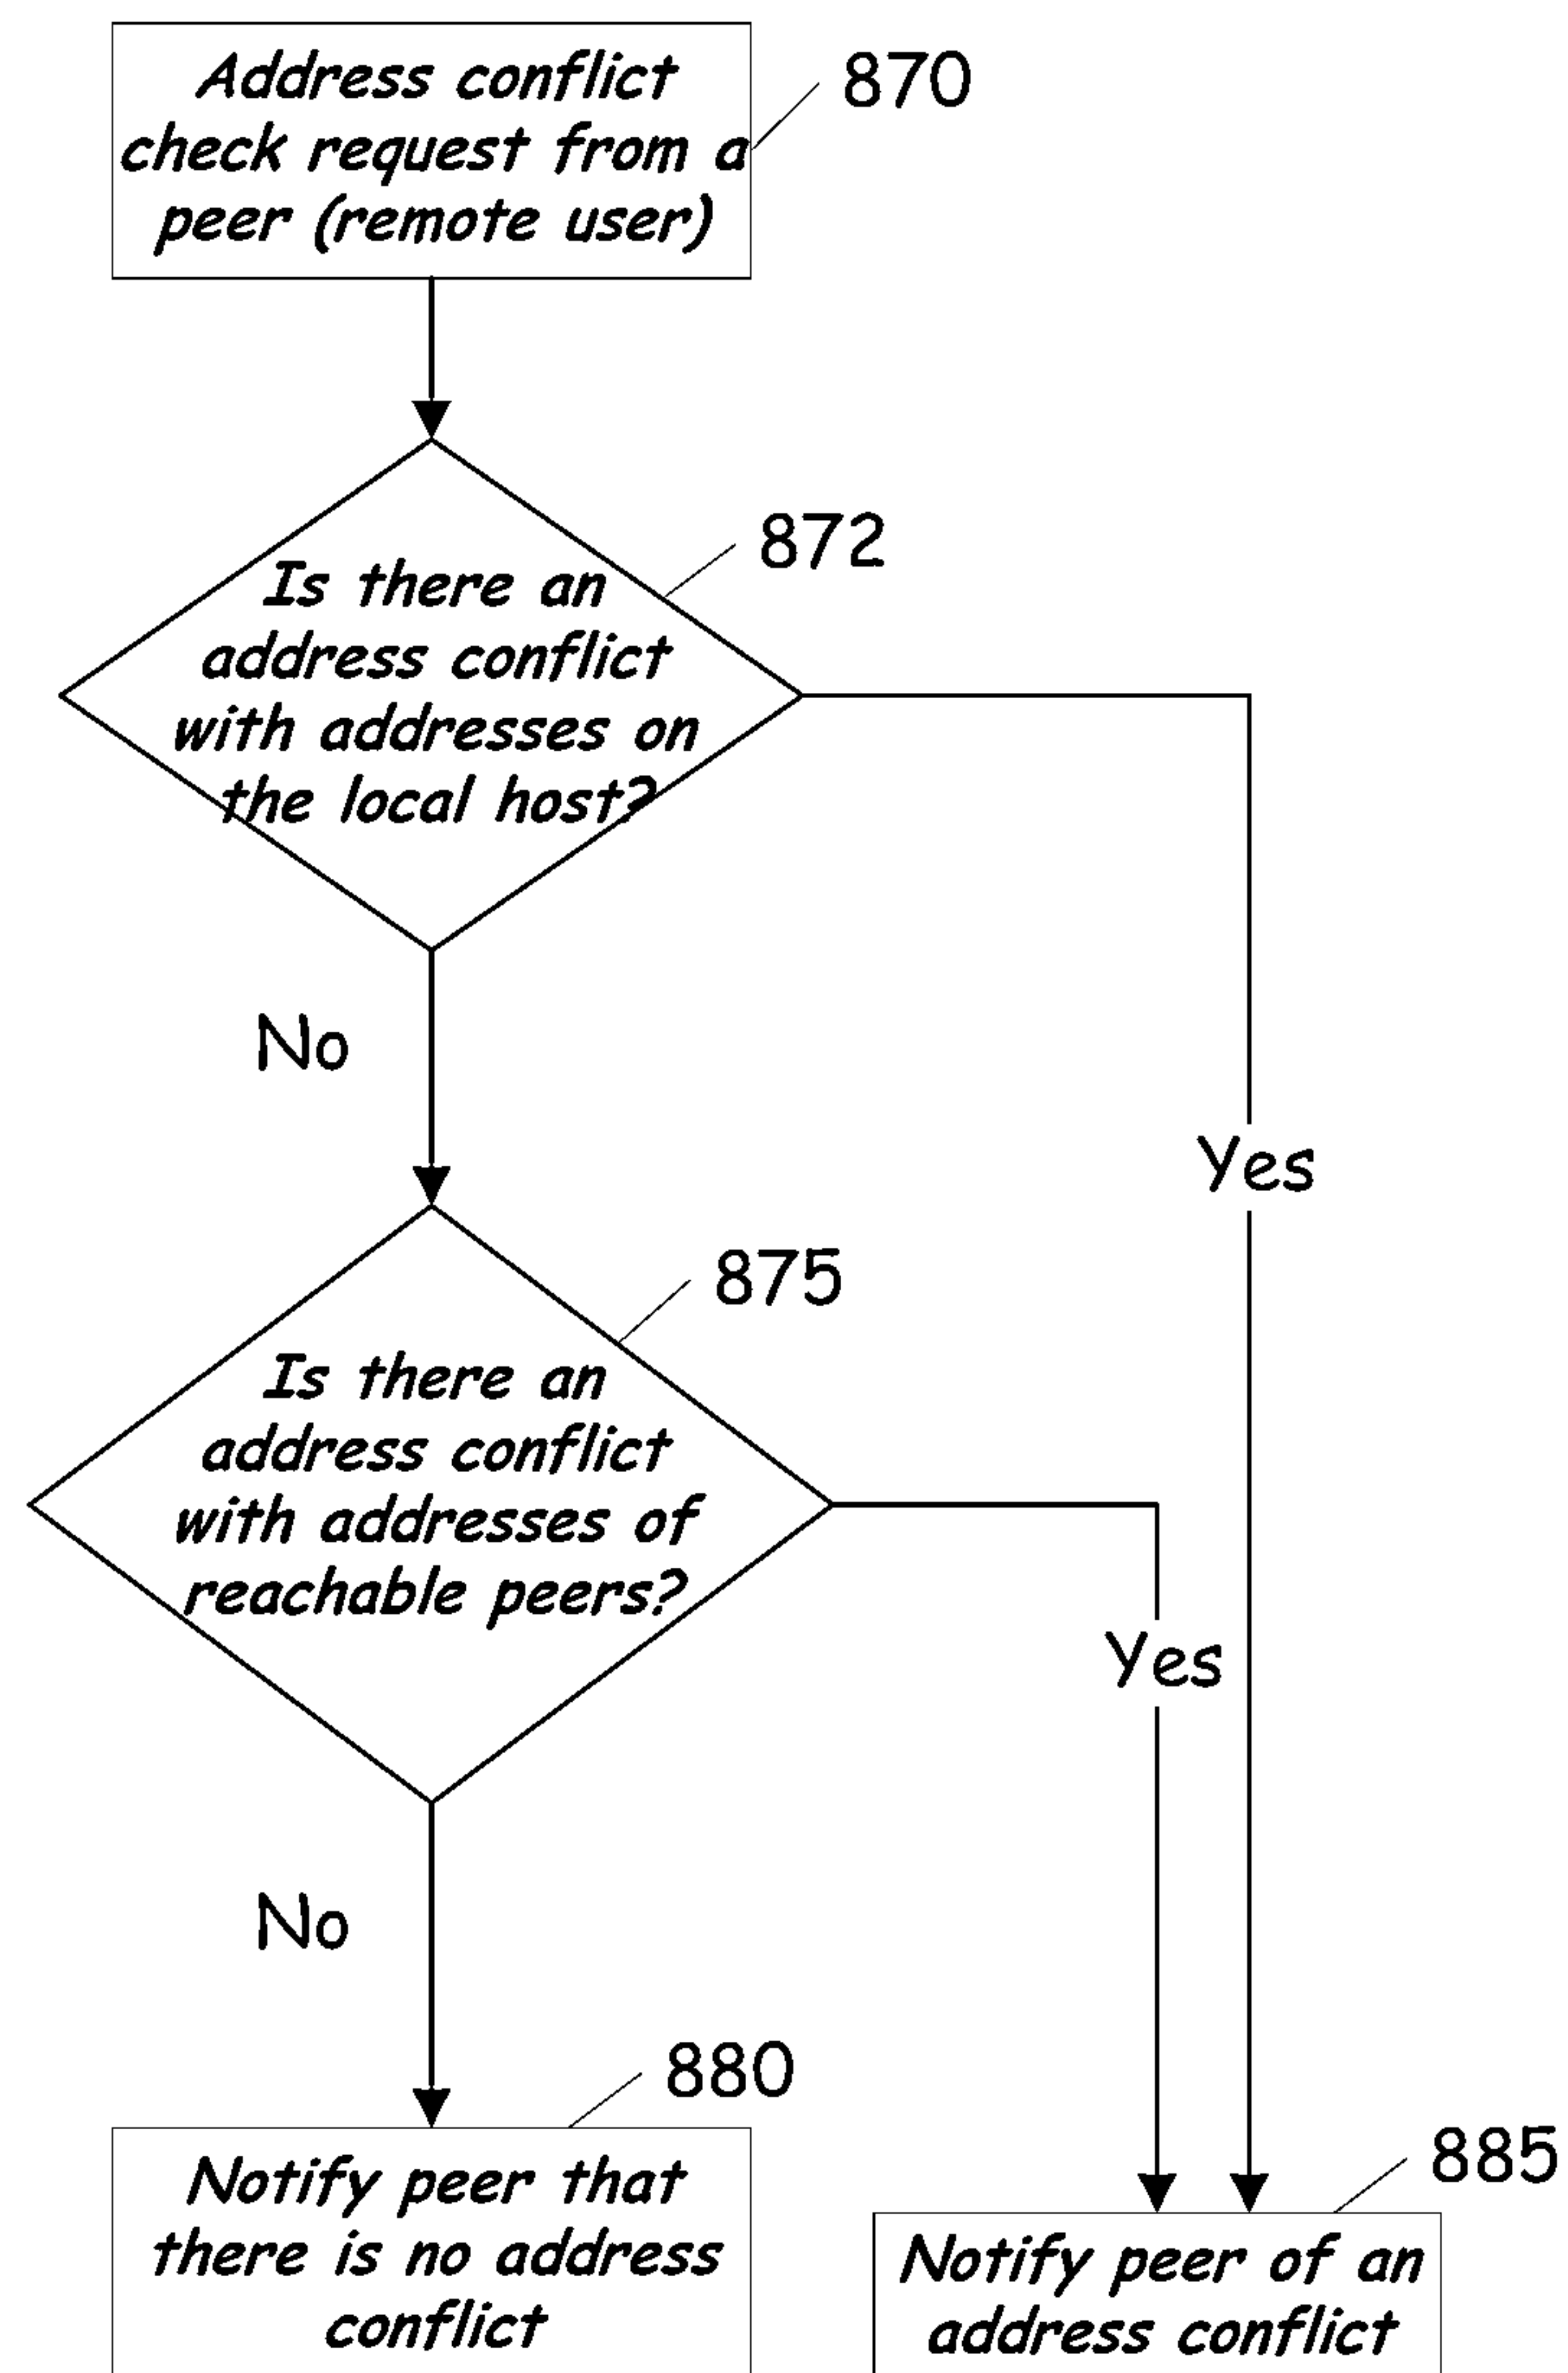 Address conflict
check request from a
peer (remote user)
870
872
Is there an
address conflict
with addresses on
the local host?
No
Yes
875
Is there an
address conflict
with addresses of
reachable peers?
Yes
No
880
Notify peer that
there is no address
conflict
885
Notify peer of an
address conflict